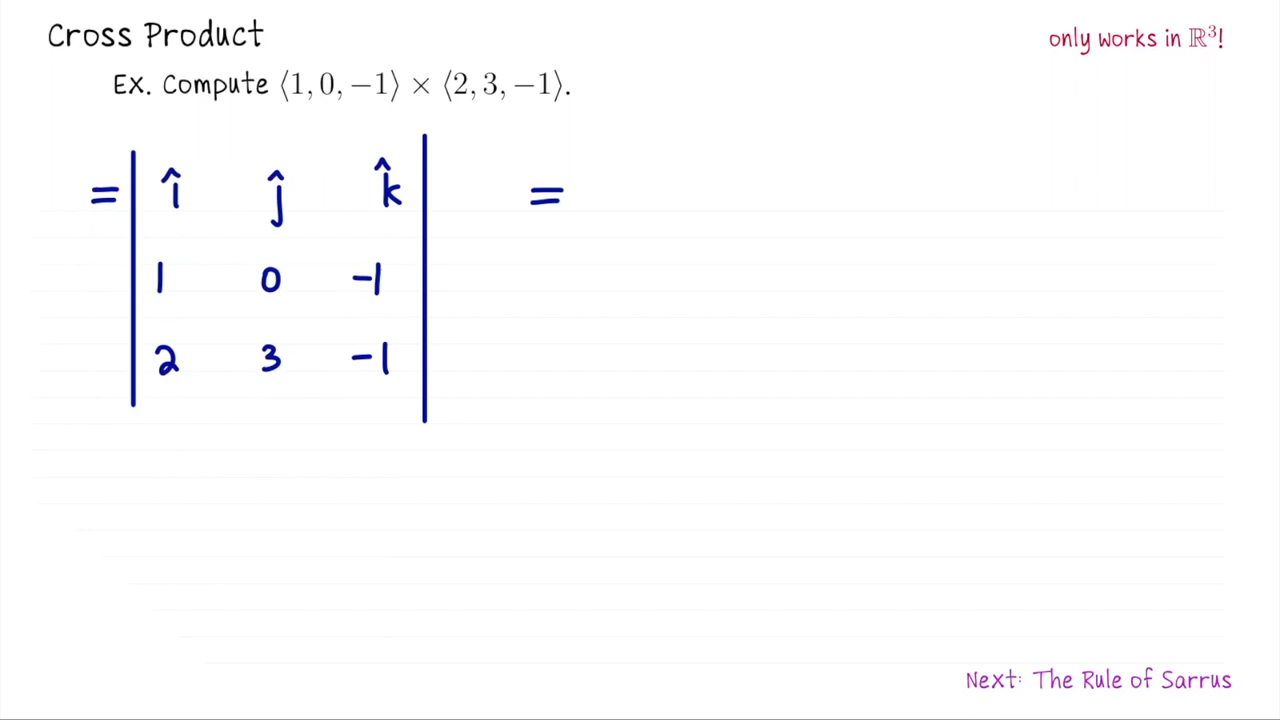 Cross Product
only works in ℝ³!
Ex. Compute ⟨1, 0, −1⟩ × ⟨2, 3, −1⟩.
= | î ĵ k̂ | =
| 1 0 -1 |
| 2 3 -1 |
Next: The Rule of Sarrus